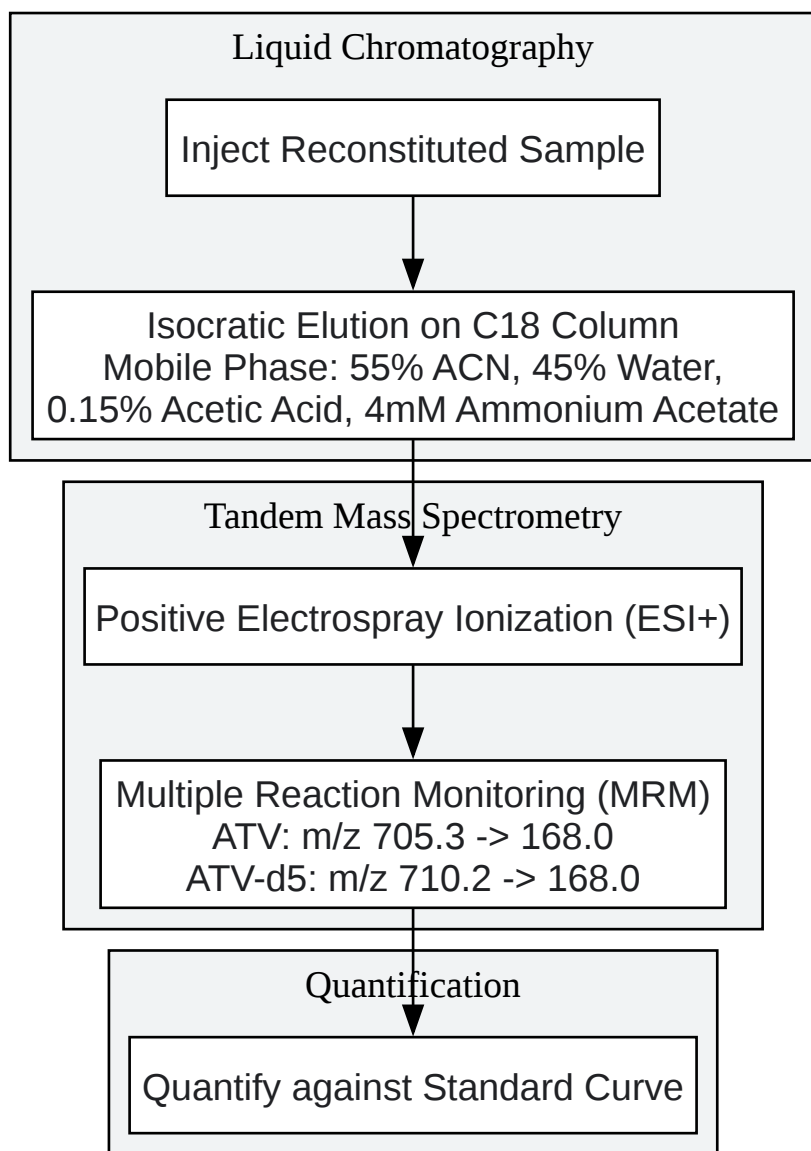 Liquid Chromatography
Inject Reconstituted Sample
Isocratic Elution on C18 Column
Mobile Phase: 55% ACN, 45% Water,
0.15% Acetic Acid, 4mM Ammonium Acetate
Tandem Mass Spectrometry
Positive Electrospray Ionization (ESI+)
Multiple Reaction Monitoring (MRM)
ATV: m/z 705.3 -> 168.0
ATV-d5: m/z 710.2 -> 168.0
Quantification
Quantify against Standard Curve